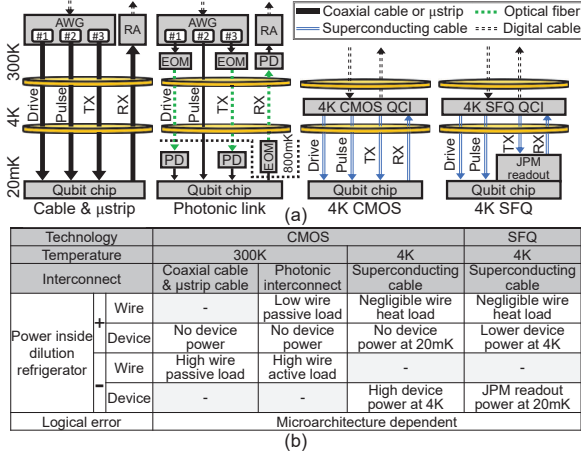 AWG
#1 #2 #3
RA
AWG
#1 #2 #3
RA
EOM
EOM
PD
Coaxial cable or μstrip
Optical fiber
Superconducting cable
Digital cable
300K
4K
20mK
Drive
Pulse
TX
RX
Drive
Pulse
TX
RX
4K CMOS QCI
4K SFQ QCI
Drive
Pulse
TX
RX
Drive
Pulse
TX
RX
PD
PD
EOM
800mK
JPM
readout
Qubit chip
Qubit chip
Qubit chip
Qubit chip
Cable & μstrip
Photonic link
4K CMOS
4K SFQ
(a)
Technology CMOS SFQ
Temperature 300K 4K 4K
Interconnect Coaxial cable & μstrip cable Photonic interconnect Superconducting cable Superconducting cable
Power inside dilution refrigerator
+ Wire - Low wire passive load Negligible wire heat load Negligible wire heat load
Device No device power No device power No device power at 20mK Lower device power at 4K
− Wire High wire passive load High wire active load - -
Device - - High device power at 4K JPM readout power at 20mK
Logical error Microarchitecture dependent
(b)